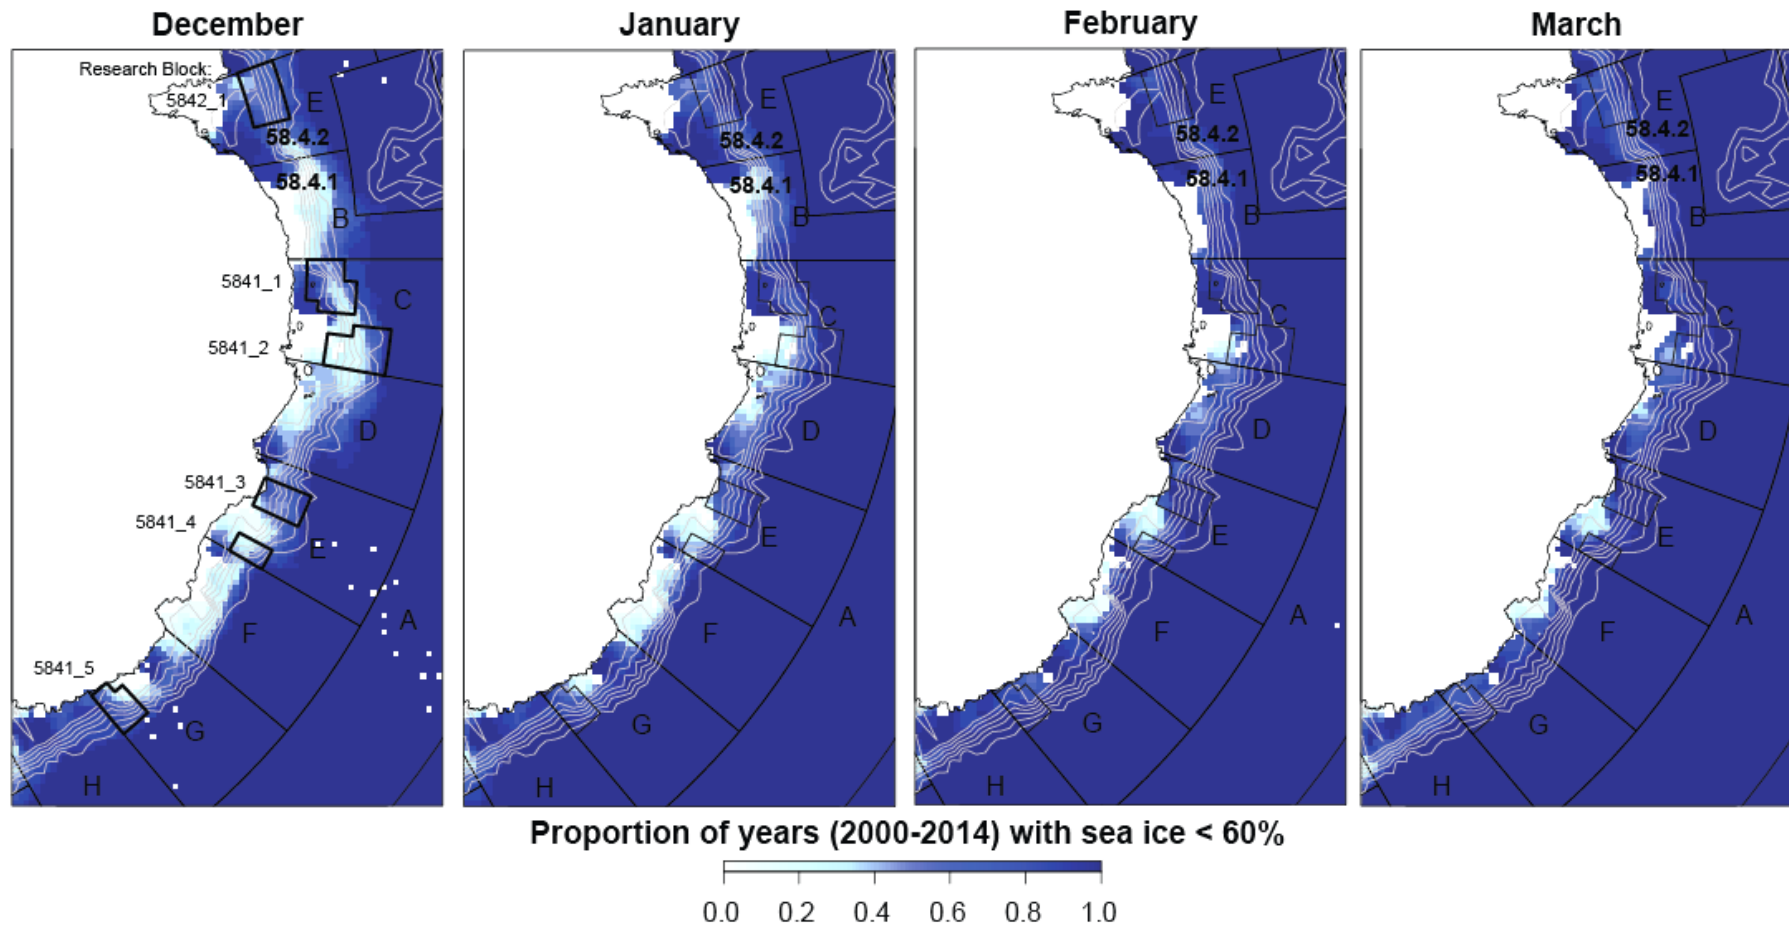 December
January
February
March
Research Block:
5842_1
E
58.4.2
58.4.1
B
5841_1
C
5841_2
D
5841_3
5841_4
E
A
F
5841_5
G
H
E
58.4.2
58.4.1
B
C
D
E
A
F
G
H
E
58.4.2
58.4.1
B
C
D
E
A
F
G
H
E
58.4.2
58.4.1
B
C
D
E
A
F
G
H
Proportion of years (2000-2014) with sea ice < 60%
0.0 0.2 0.4 0.6 0.8 1.0